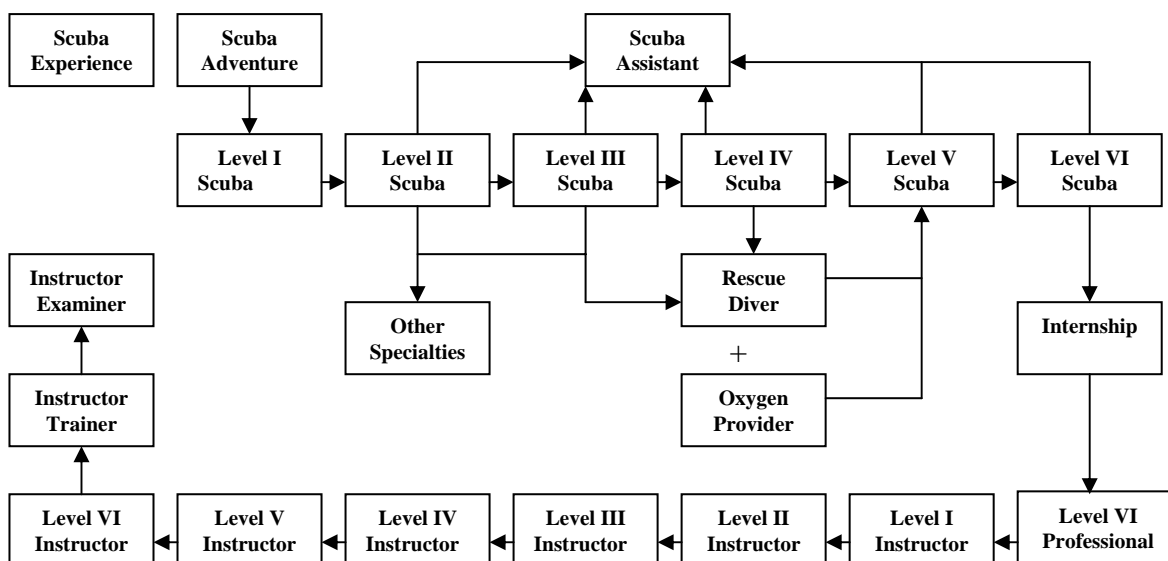 Scuba
Experience
Scuba
Adventure
Scuba
Assistant
Level I
Scuba
Level II
Scuba
Level III
Scuba
Level IV
Scuba
Level V
Scuba
Level VI
Scuba
Instructor
Examiner
Rescue
Diver
Other
Specialties
Internship
+
Instructor
Trainer
Oxygen
Provider
Level VI
Instructor
Level V
Instructor
Level IV
Instructor
Level III
Instructor
Level II
Instructor
Level I
Instructor
Level VI
Professional